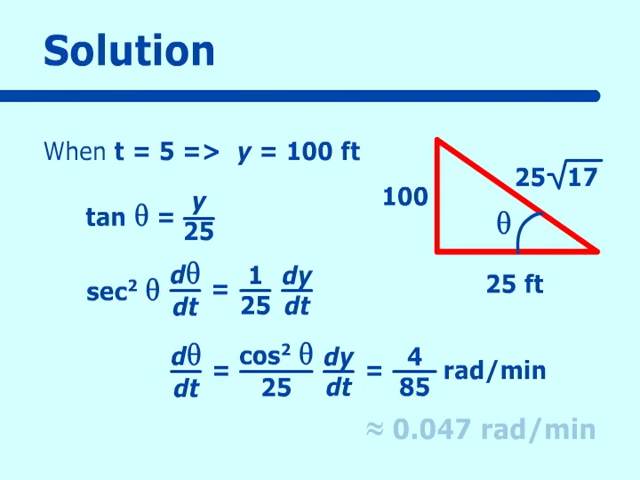 Solution
When t = 5 => y = 100 ft
tan θ = y/25
sec² θ dθ/dt = 1/25 dy/dt
dθ/dt = cos² θ/25 dy/dt = 4/85 rad/min
≈ 0.047 rad/min
100
25√17
θ
25 ft